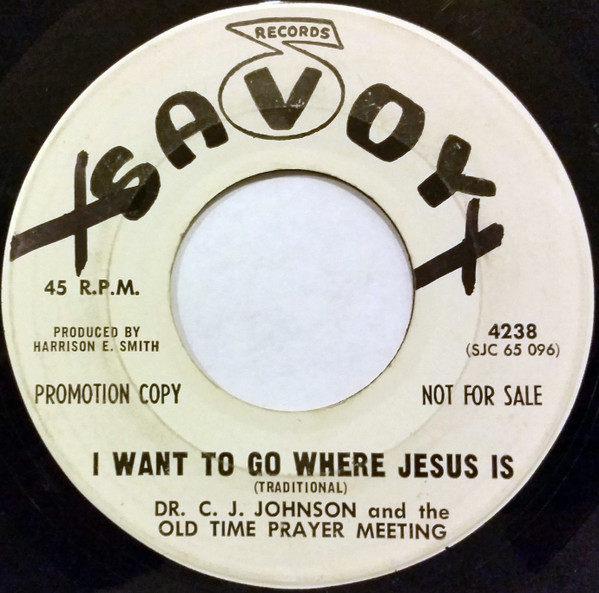 RECORDS
SAVOY
45 R.P.M.
PRODUCED BY
HARRISON E. SMITH
PROMOTION COPY
4238
(SJC 65 096)
NOT FOR SALE
I WANT TO GO WHERE JESUS IS
(TRADITIONAL)
DR. C. J. JOHNSON and the
OLD TIME PRAYER MEETING